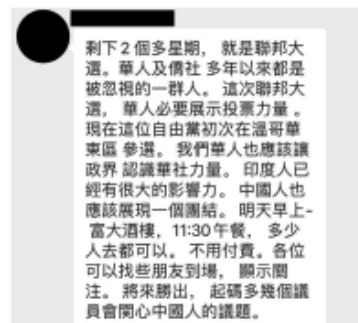 剩下2個多星期， 就是聯邦大
選。華人及僑社 多年以來都是
被忽視的一群人。 這次聯邦大
選， 華人必要展示投票力量 。
現在這位自由黨初次在溫哥華
東區 參選。 我們華人也應該讓
政界 認識華社力量。 印度人已
經有很大的影響力。 中國人也
應該展現一個團結。 明天早上-
富大酒樓，11:30午餐， 多少
人去都可以。 不用付費。各位
可以找些朋友到場， 顯示關
注。 將來勝出， 起碼多幾個議
員會関心中國人的議題。